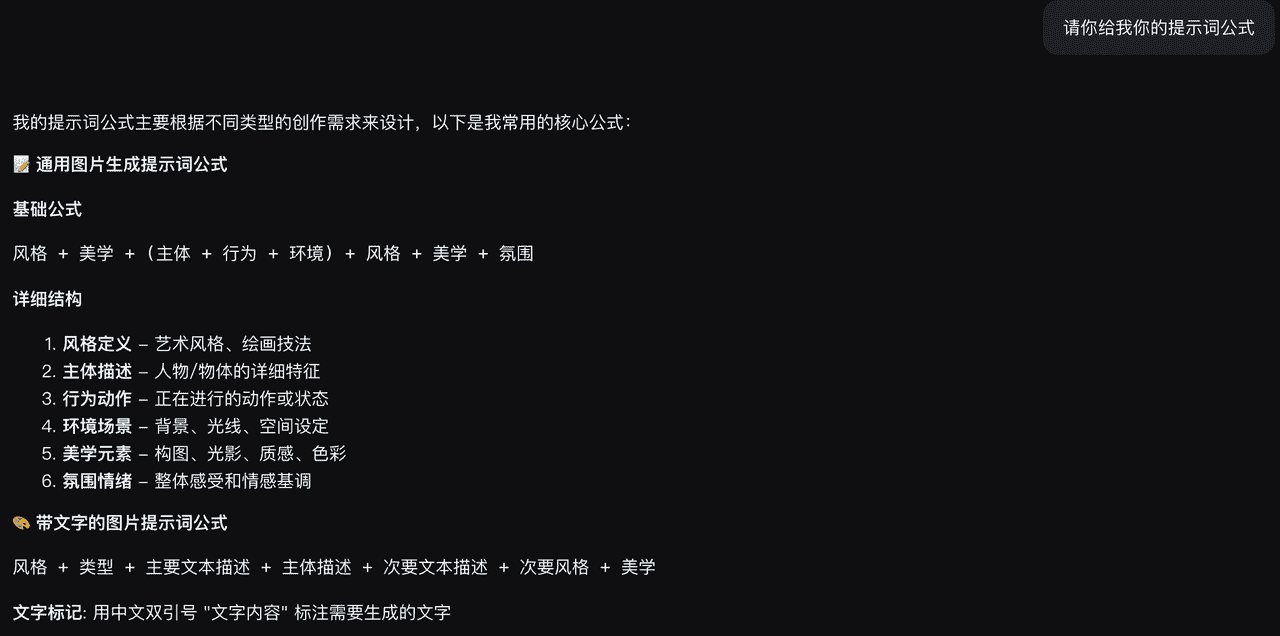 请你给我你的提示词公式
我的提示词公式主要根据不同类型的创作需求来设计，以下是我常用的核心公式：
📝 通用图片生成提示词公式
基础公式
风格 + 美学 + (主体 + 行为 + 环境) + 风格 + 美学 + 氛围
详细结构
1. 风格定义 – 艺术风格、绘画技法
2. 主体描述 – 人物/物体的详细特征
3. 行为动作 – 正在进行的动作或状态
4. 环境场景 – 背景、光线、空间设定
5. 美学元素 – 构图、光影、质感、色彩
6. 氛围情绪 – 整体感受和情感基调
🎨 带文字的图片提示词公式
风格 + 类型 + 主要文本描述 + 主体描述 + 次要文本描述 + 次要风格 + 美学
文字标记: 用中文双引号 "文字内容" 标注需要生成的文字